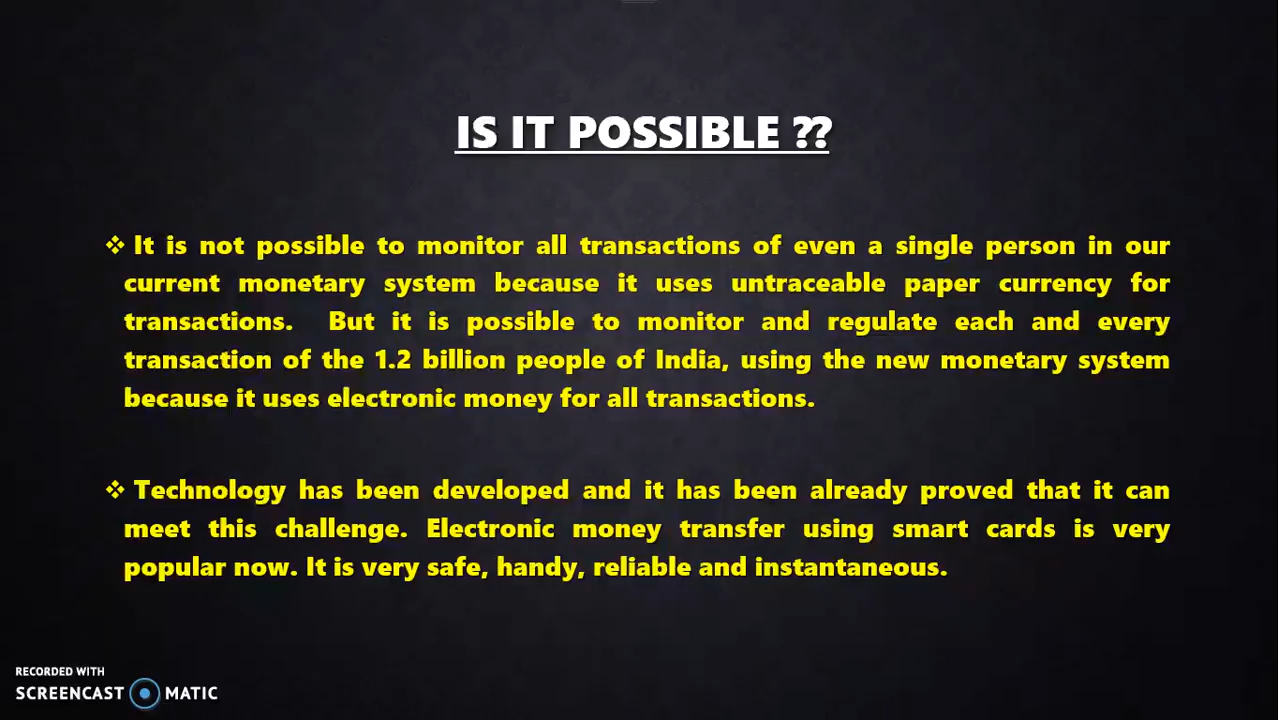 IS IT POSSIBLE ??
❖ It is not possible to monitor all transactions of even a single person in our
current monetary system because it uses untraceable paper currency for
transactions. But it is possible to monitor and regulate each and every
transaction of the 1.2 billion people of India, using the new monetary system
because it uses electronic money for all transactions.
❖ Technology has been developed and it has been already proved that it can
meet this challenge. Electronic money transfer using smart cards is very
popular now. It is very safe, handy, reliable and instantaneous.
RECORDED WITH
SCREENCAST MATIC